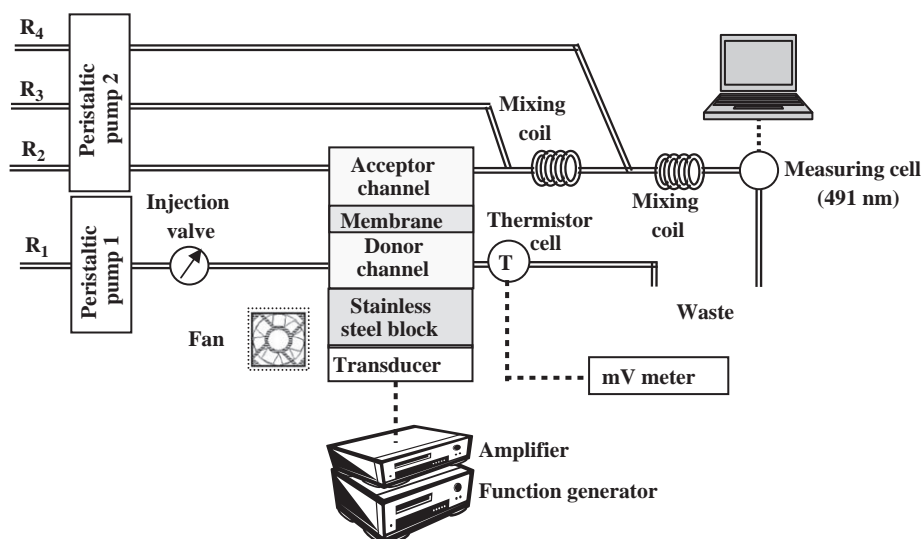 R4
R3
R2
R1
Peristaltic
pump 2
Peristaltic
pump 1
Injection
valve
Acceptor
channel
Membrane
Donor
channel
Stainless
steel block
Transducer
Fan
Mixing
coil
Mixing
coil
Thermistor
cell
T
Measuring cell
(491 nm)
Waste
mV meter
Amplifier
Function generator